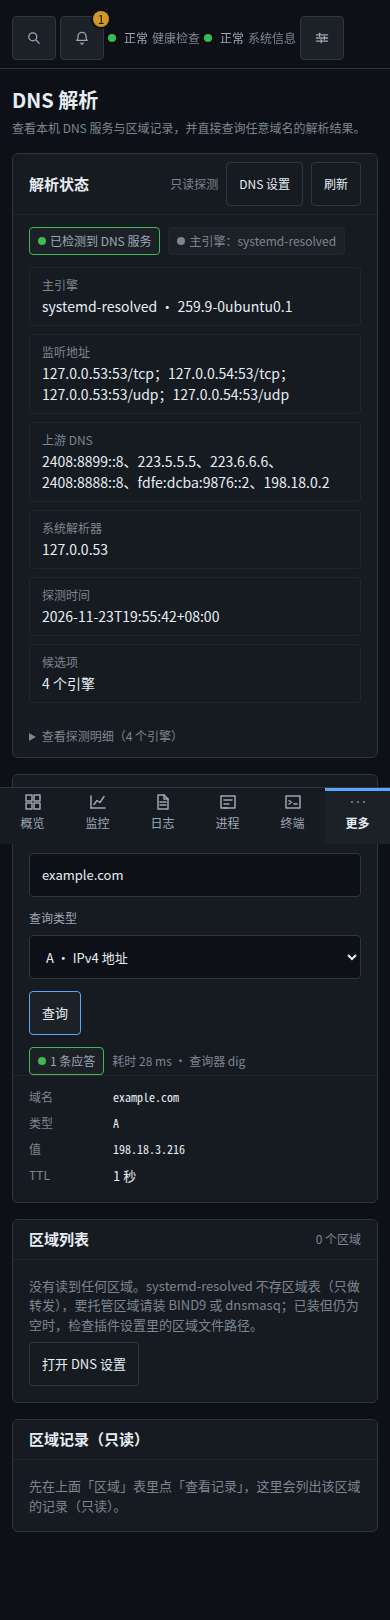 1
正常 健康检查 正常 系统信息
DNS 解析
查看本机 DNS 服务与区域记录，并直接查询任意域名的解析结果。
解析状态 只读探测 DNS 设置 刷新
已检测到 DNS 服务 主引擎：systemd-resolved
主引擎
systemd-resolved · 259.9-0ubuntu0.1
监听地址
127.0.0.53:53/tcp；127.0.0.54:53/tcp；
127.0.0.53:53/udp；127.0.0.54:53/udp
上游 DNS
2408:8899::8、223.5.5.5、223.6.6.6、
2408:8888::8、fdfe:dcba:9876::2、198.18.0.2
系统解析器
127.0.0.53
探测时间
2026-11-23T19:55:42+08:00
候选项
4 个引擎
查看探测明细（4 个引擎）
概览 监控 日志 进程 终端 更多
example.com
查询类型
A · IPv4 地址
查询
1 条应答 耗时 28 ms · 查询器 dig
域名 example.com
类型 A
值 198.18.3.216
TTL 1 秒
区域列表 0 个区域
没有读到任何区域。systemd-resolved 不存区域表（只做
转发），要托管区域请装 BIND9 或 dnsmasq；已装但仍为
空时，检查插件设置里的区域文件路径。
打开 DNS 设置
区域记录（只读）
先在上面「区域」表里点「查看记录」，这里会列出该区域
的记录（只读）。